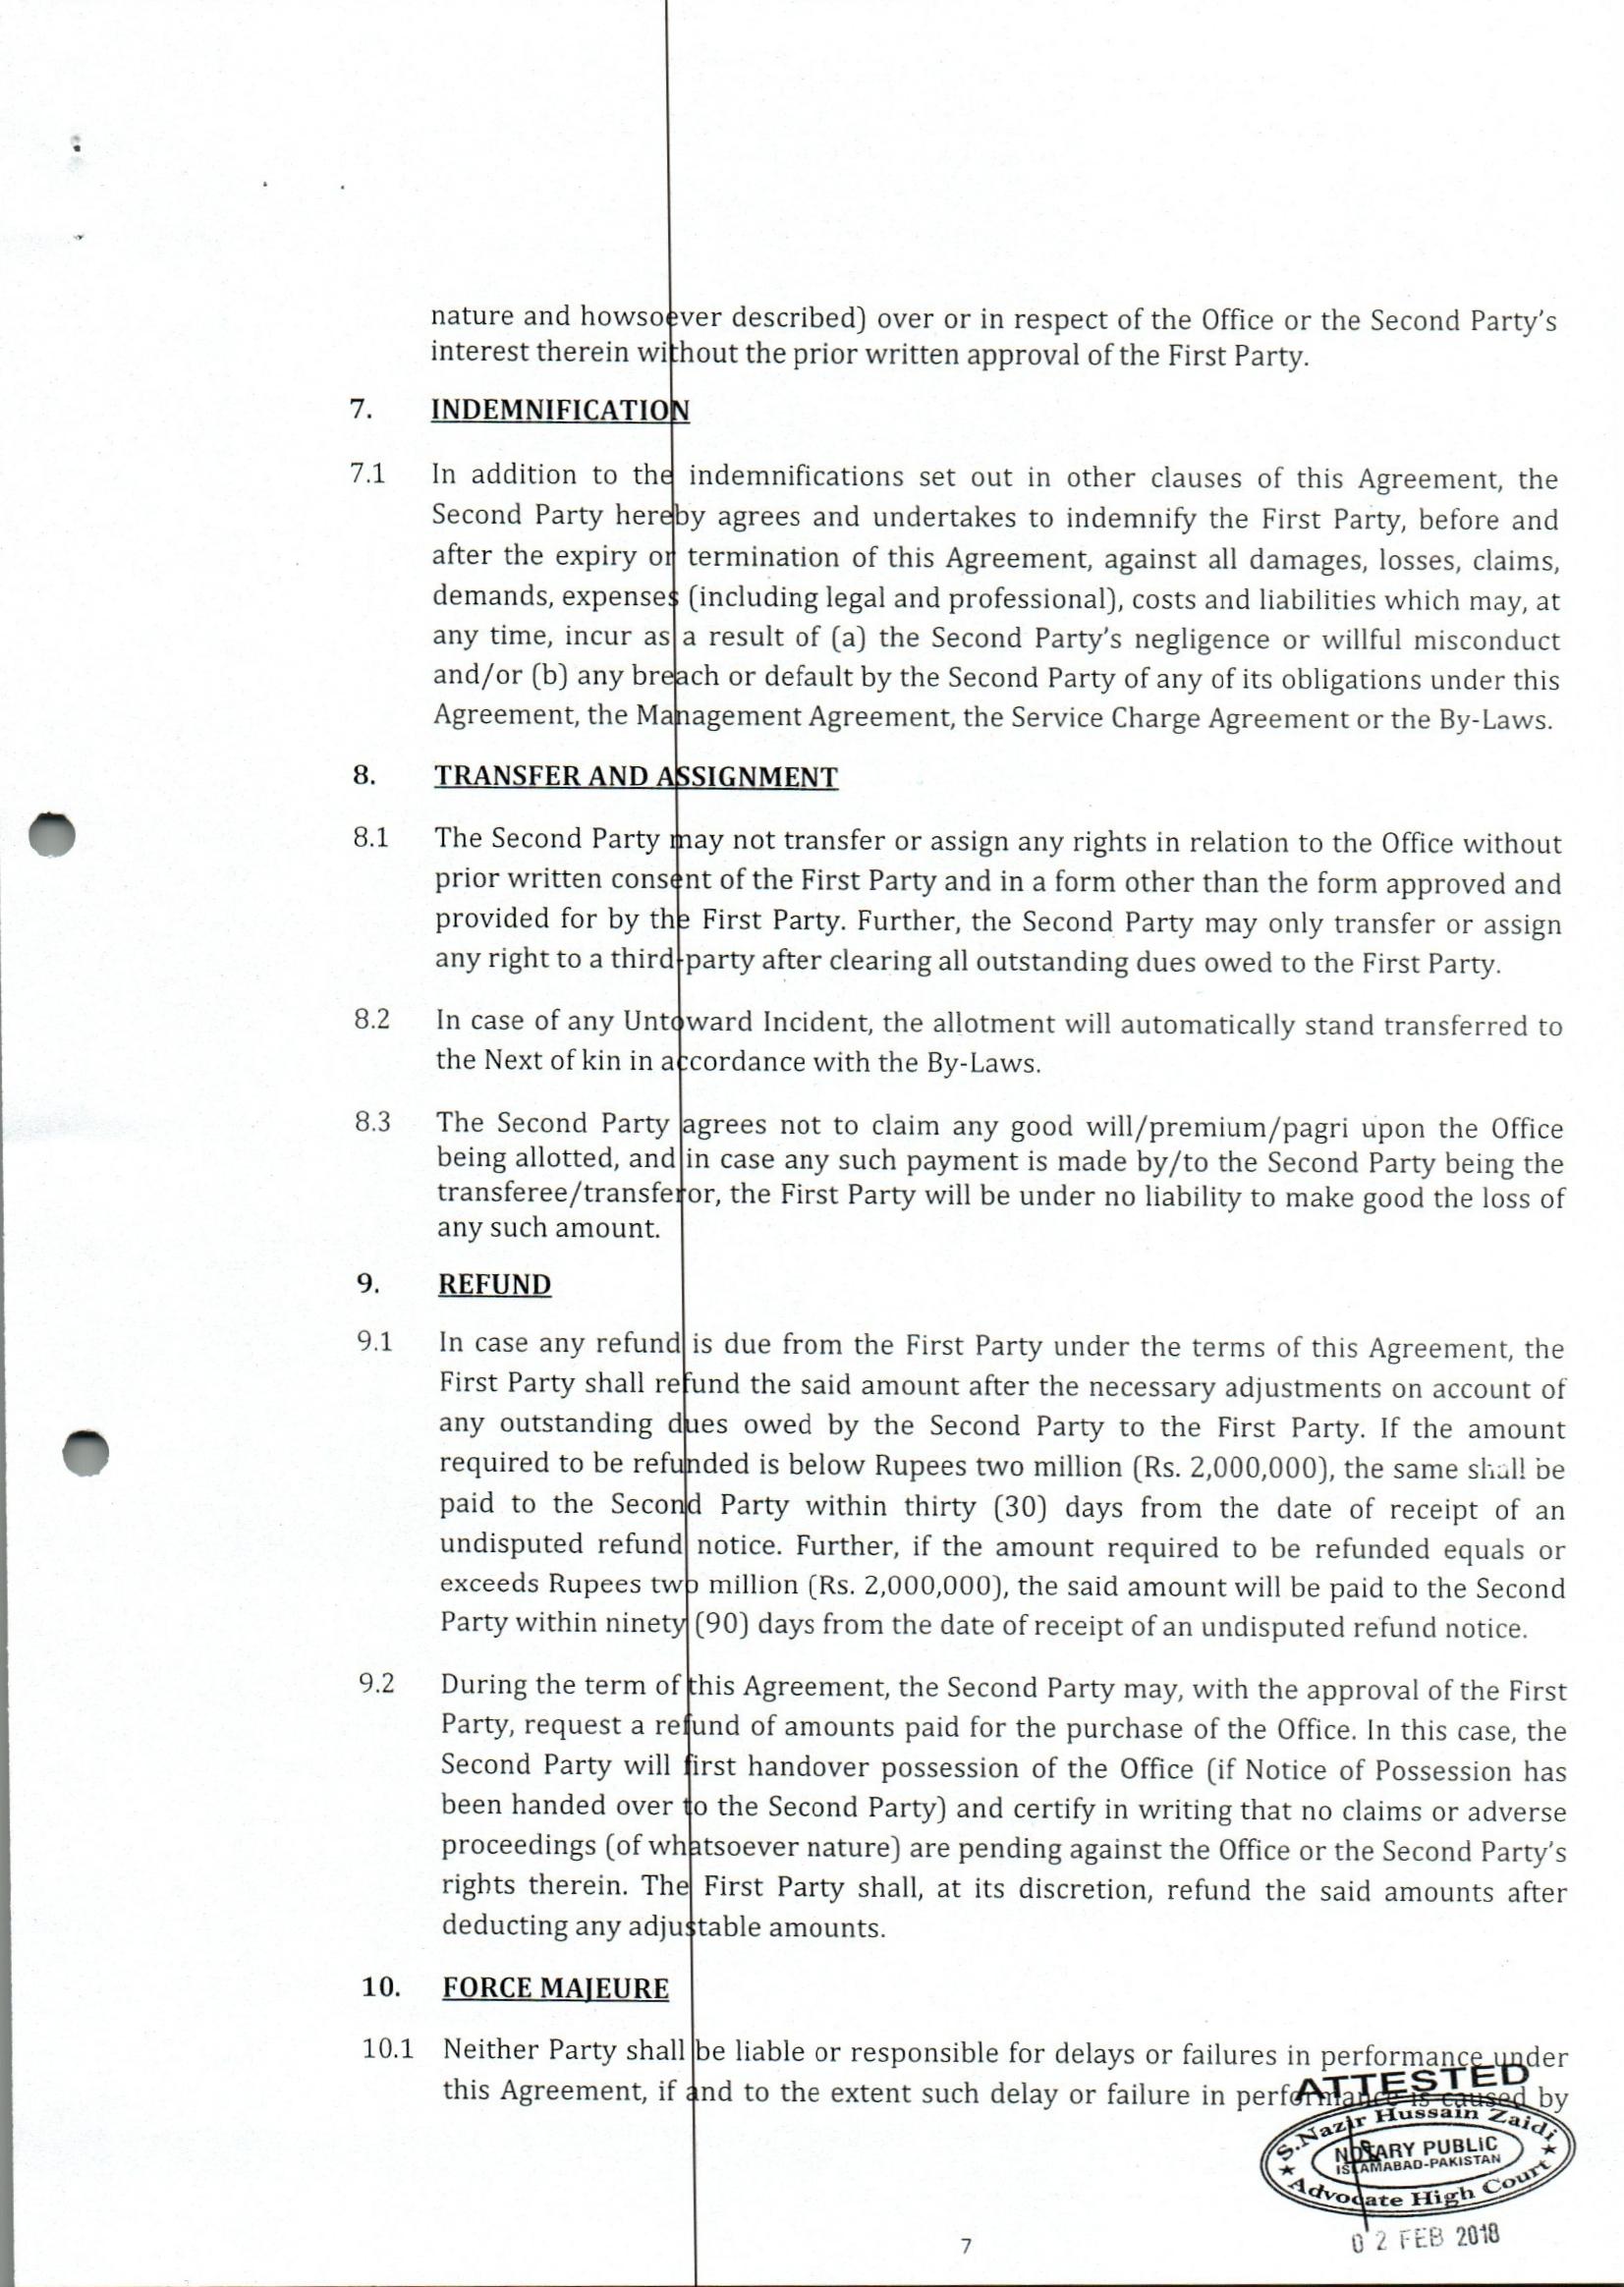 nature and howsoever described) over or in respect of the Office or the Second Party's
interest therein without the prior written approval of the First Party.
7. INDEMNIFICATION
7.1 In addition to the indemnifications set out in other clauses of this Agreement, the
Second Party hereby agrees and undertakes to indemnify the First Party, before and
after the expiry or termination of this Agreement, against all damages, losses, claims,
demands, expenses (including legal and professional), costs and liabilities which may, at
any time, incur as a result of (a) the Second Party's negligence or willful misconduct
and/or (b) any breach or default by the Second Party of any of its obligations under this
Agreement, the Management Agreement, the Service Charge Agreement or the By-Laws.
8. TRANSFER AND ASSIGNMENT
8.1 The Second Party may not transfer or assign any rights in relation to the Office without
prior written consent of the First Party and in a form other than the form approved and
provided for by the First Party. Further, the Second Party may only transfer or assign
any right to a third party after clearing all outstanding dues owed to the First Party.
8.2 In case of any Untoward Incident, the allotment will automatically stand transferred to
the Next of kin in accordance with the By-Laws.
8.3 The Second Party agrees not to claim any good will/premium/pagri upon the Office
being allotted, and in case any such payment is made by/to the Second Party being the
transferee/transferor, the First Party will be under no liability to make good the loss of
any such amount.
9. REFUND
9.1 In case any refund is due from the First Party under the terms of this Agreement, the
First Party shall refund the said amount after the necessary adjustments on account of
any outstanding dues owed by the Second Party to the First Party. If the amount
required to be refunded is below Rupees two million (Rs. 2,000,000), the same shall be
paid to the Second Party within thirty (30) days from the date of receipt of an
undisputed refund notice. Further, if the amount required to be refunded equals or
exceeds Rupees two million (Rs. 2,000,000), the said amount will be paid to the Second
Party within ninety (90) days from the date of receipt of an undisputed refund notice.
9.2 During the term of this Agreement, the Second Party may, with the approval of the First
Party, request a refund of amounts paid for the purchase of the Office. In this case, the
Second Party will first handover possession of the Office (if Notice of Possession has
been handed over to the Second Party) and certify in writing that no claims or adverse
proceedings (of whatsoever nature) are pending against the Office or the Second Party's
rights therein. The First Party shall, at its discretion, refund the said amounts after
deducting any adjustable amounts.
10. FORCE MAJEURE
10.1 Neither Party shall be liable or responsible for delays or failures in performance under
this Agreement, if and to the extent such delay or failure in performance is caused by
ATTESTED
S.Nazir Hussain Zaidi
NOTARY PUBLIC
ISLAMABAD-PAKISTAN
Advocate High Court
02 FEB 2018
7